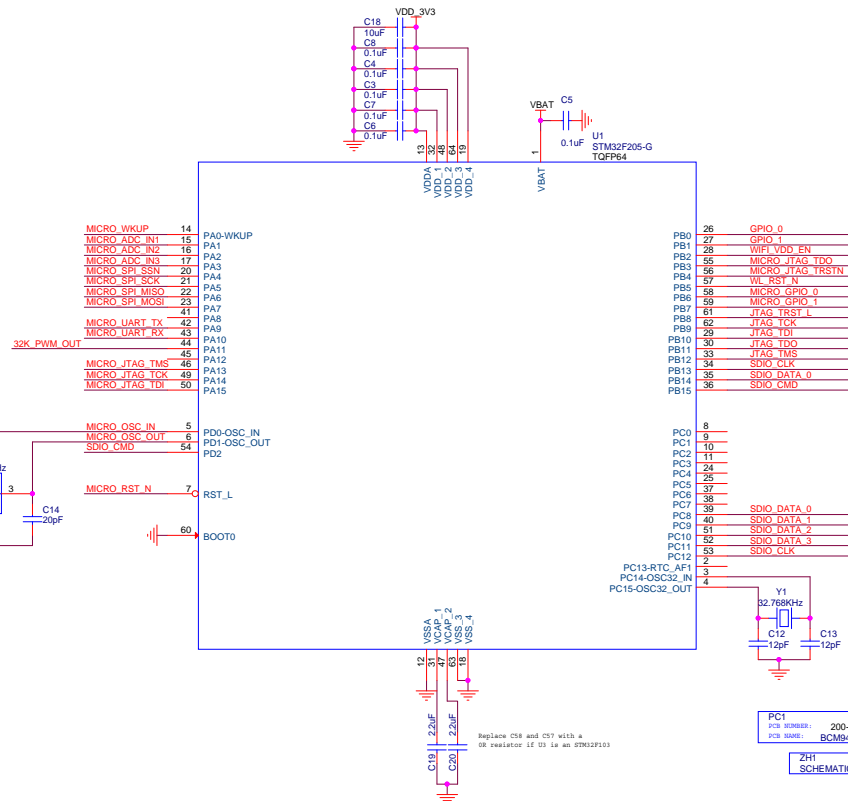 VDD_3V3
C18
10uF
C8
0.1uF
C4
0.1uF
C3
0.1uF
C7
0.1uF
C6
0.1uF
VBAT
C5
0.1uF
U1
STM32F205-G
TQFP64
13 32 48 64 19
1
VDDA
VDD_1
VDD_2
VDD_3
VDD_4
VBAT
MICRO_WKUP 14 PA0-WKUP
MICRO_ADC_IN1 15 PA1
MICRO_ADC_IN2 16 PA2
MICRO_ADC_IN3 17 PA3
MICRO_SPI_SSN 20 PA4
MICRO_SPI_SCK 21 PA5
MICRO_SPI_MISO 22 PA6
MICRO_SPI_MOSI 23 PA7
41 PA8
MICRO_UART_TX 42 PA9
MICRO_UART_RX 43 PA10
32K_PWM_OUT 44 PA11
45 PA12
MICRO_JTAG_TMS 46 PA13
MICRO_JTAG_TCK 49 PA14
MICRO_JTAG_TDI 50 PA15
MICRO_OSC_IN 5 PD0-OSC_IN
MICRO_OSC_OUT 6 PD1-OSC_OUT
SDIO_CMD 54 PD2
MICRO_RST_N 7 RST_L
60 BOOT0
Hz
3
C14
20pF
PB0 26 GPIO_0
PB1 27 GPIO_1
PB2 28 WIFI_VDD_EN
PB3 55 MICRO_JTAG_TDO
PB4 56 MICRO_JTAG_TRSTN
PB5 57 WL_RST_N
PB6 58 MICRO_GPIO_0
PB7 59 MICRO_GPIO_1
PB8 61 JTAG_TRST_L
PB9 62 JTAG_TCK
PB10 29 JTAG_TDI
PB11 30 JTAG_TDO
PB12 33 JTAG_TMS
PB13 34 SDIO_CLK
PB14 35 SDIO_DATA_0
PB15 36 SDIO_CMD
PC0 8
PC1 9
PC2 10
PC3 11
PC4 24
PC5 25
PC6 37
PC7 38
PC8 39 SDIO_DATA_0
PC9 40 SDIO_DATA_1
PC10 51 SDIO_DATA_2
PC11 52 SDIO_DATA_3
PC12 53 SDIO_CLK
PC13-RTC_AF1 2
PC14-OSC32_IN 3
PC15-OSC32_OUT 4
Y1
32.768KHz
C12
12pF
C13
12pF
VSSA
VCAP_1
VCAP_2
VSS_3
VSS_4
12 31 47 63 18
2.2uF
2.2uF
C19
C20
Replace C58 and C57 with a
0R resistor if U3 is an STM32F103
PC1
PCB NUMBER: 200-
PCB NAME: BCM94
ZH1
SCHEMATIC